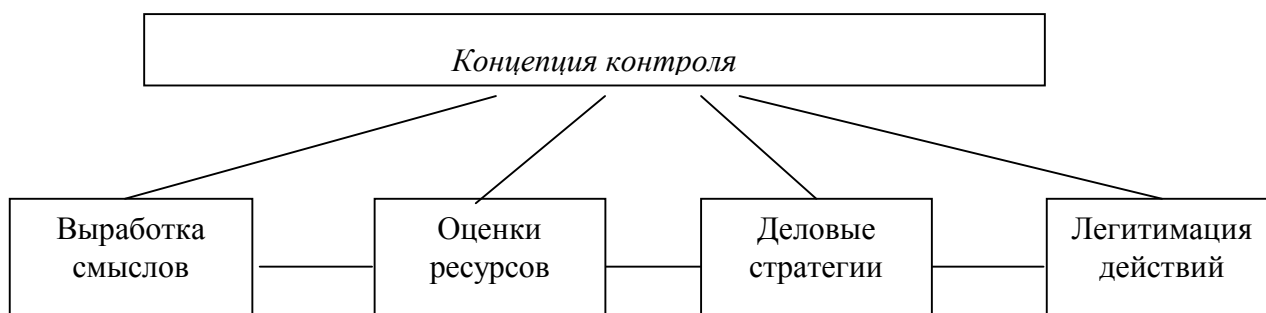 Концепция контроля
Выработка
смыслов
Оценки
ресурсов
Деловые
стратегии
Легитимация
действий